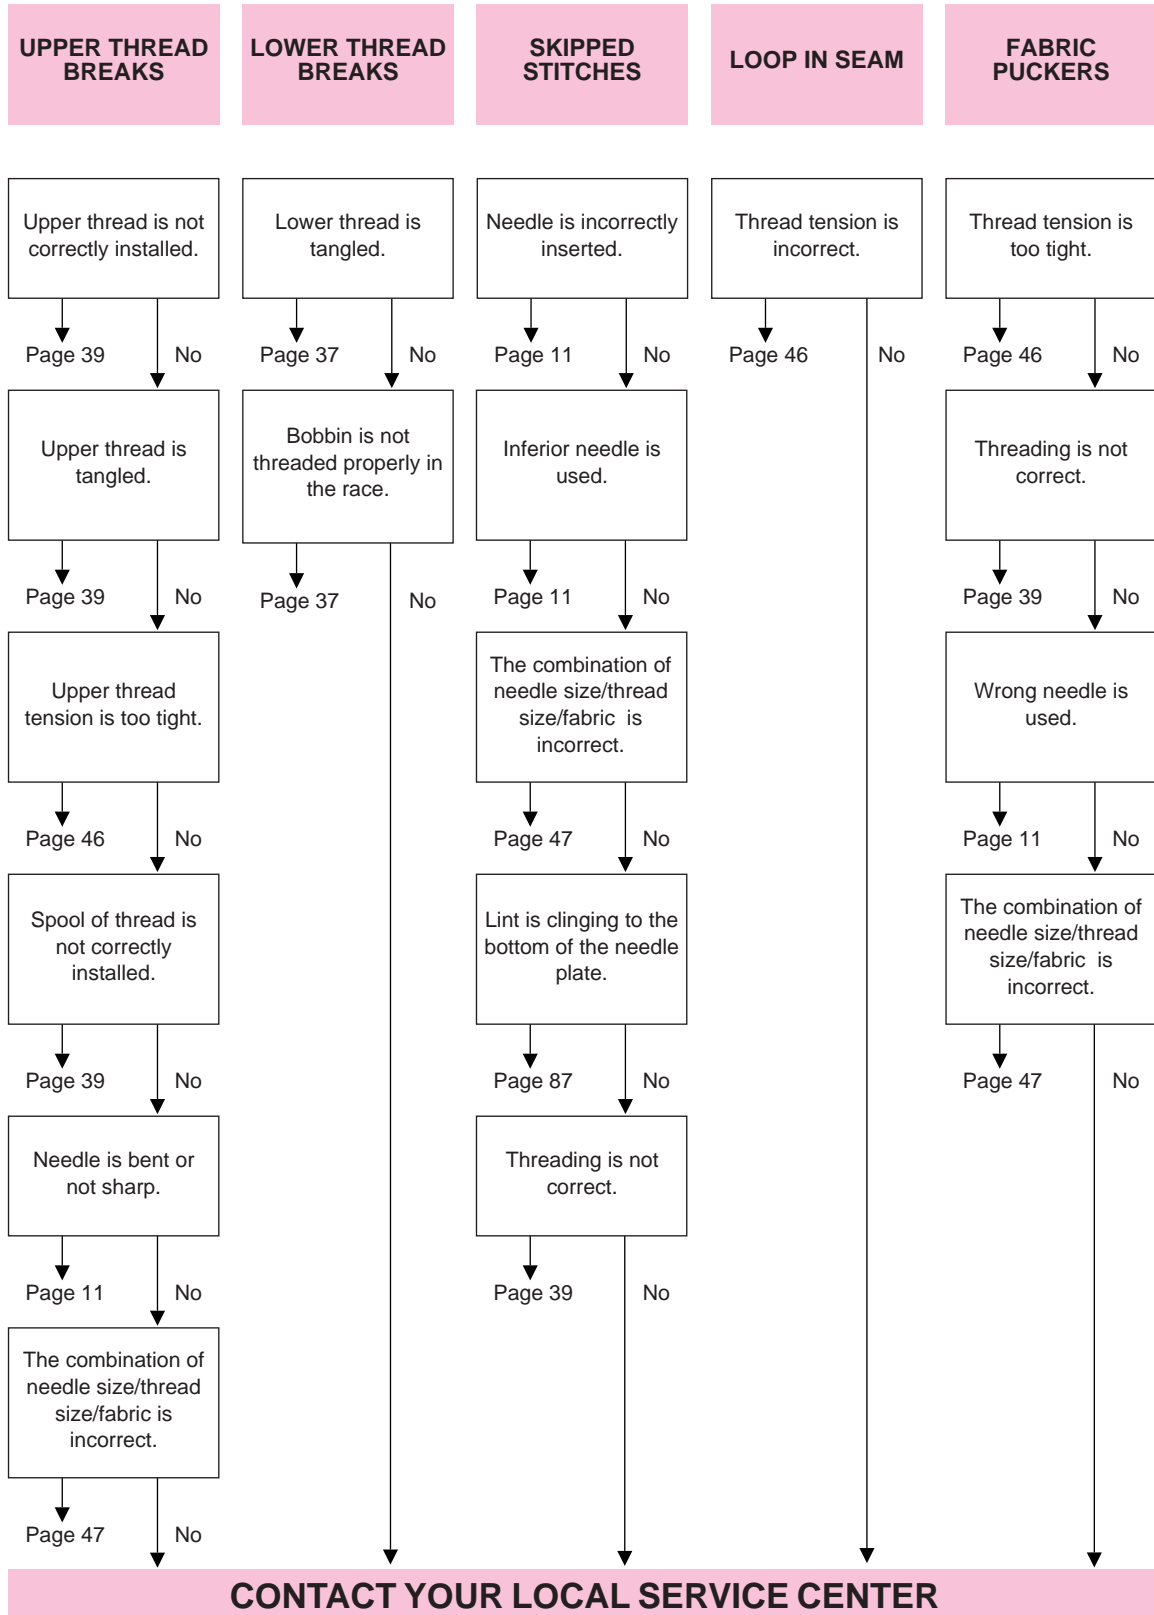 UPPER THREAD
BREAKS
LOWER THREAD
BREAKS
SKIPPED
STITCHES
LOOP IN SEAM
FABRIC
PUCKERS
Upper thread is not
correctly installed.
Page 39
No
Upper thread is
tangled.
Page 39
No
Upper thread
tension is too tight.
Page 46
No
Spool of thread is
not correctly
installed.
Page 39
No
Needle is bent or
not sharp.
Page 11
No
The combination of
needle size/thread
size/fabric is
incorrect.
Page 47
No
Lower thread is
tangled.
Page 37
No
Bobbin is not
threaded properly in
the race.
Page 37
No
Needle is incorrectly
inserted.
Page 11
No
Inferior needle is
used.
Page 11
No
The combination of
needle size/thread
size/fabric is
incorrect.
Page 47
No
Lint is clinging to the
bottom of the needle
plate.
Page 87
No
Threading is not
correct.
Page 39
No
Thread tension is
incorrect.
Page 46
No
Thread tension is
too tight.
Page 46
No
Threading is not
correct.
Page 39
No
Wrong needle is
used.
Page 11
No
The combination of
needle size/thread
size/fabric is
incorrect.
Page 47
No
CONTACT YOUR LOCAL SERVICE CENTER